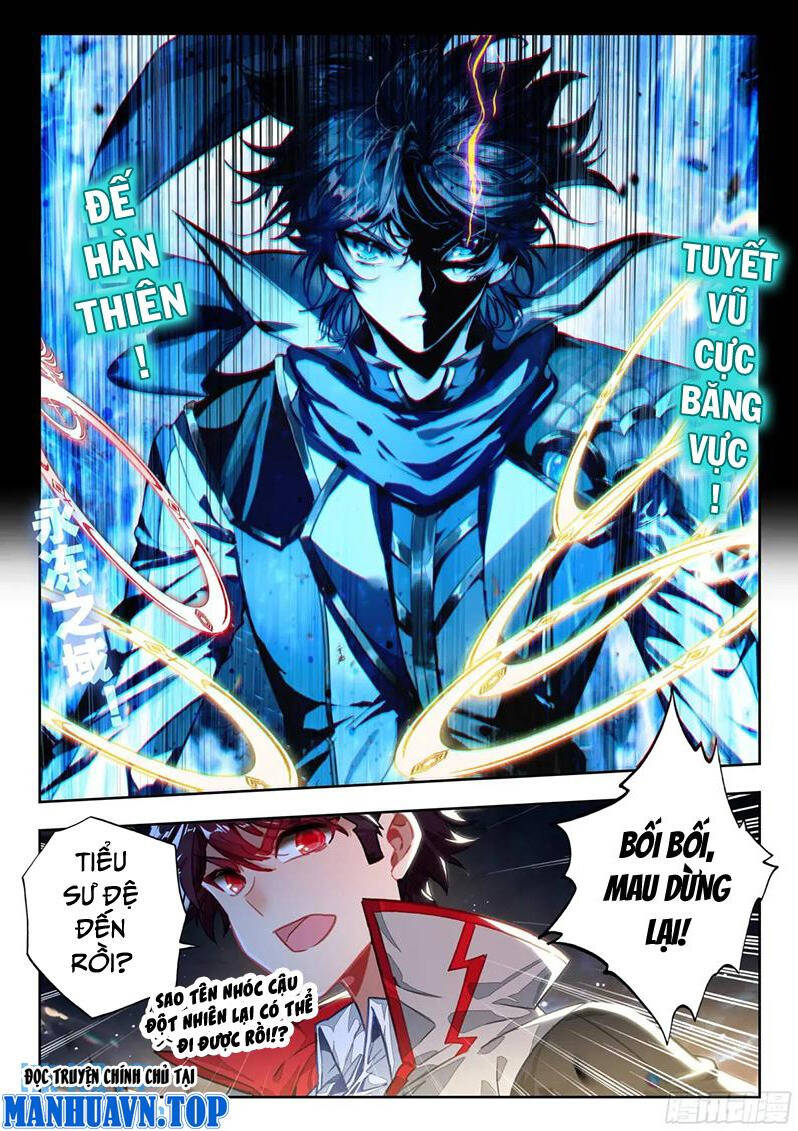 ĐẾ
HÀN
THIÊN
!
TUYẾT
VŨ
CỰC
BĂNG
VỰC
!
永冻之域！
BỐI BỐI,
MAU DỪNG
LẠI!
TIỂU
SƯ ĐỆ
ĐẾN
RỒI?
SAO TÊN NHÓC CẬU
ĐỘT NHIÊN LẠI CÓ THỂ
ĐI ĐƯỢC RỒI!?
ĐỌC TRUYỆN CHÍNH CHỦ TẠI
MANHUAVN.TOP